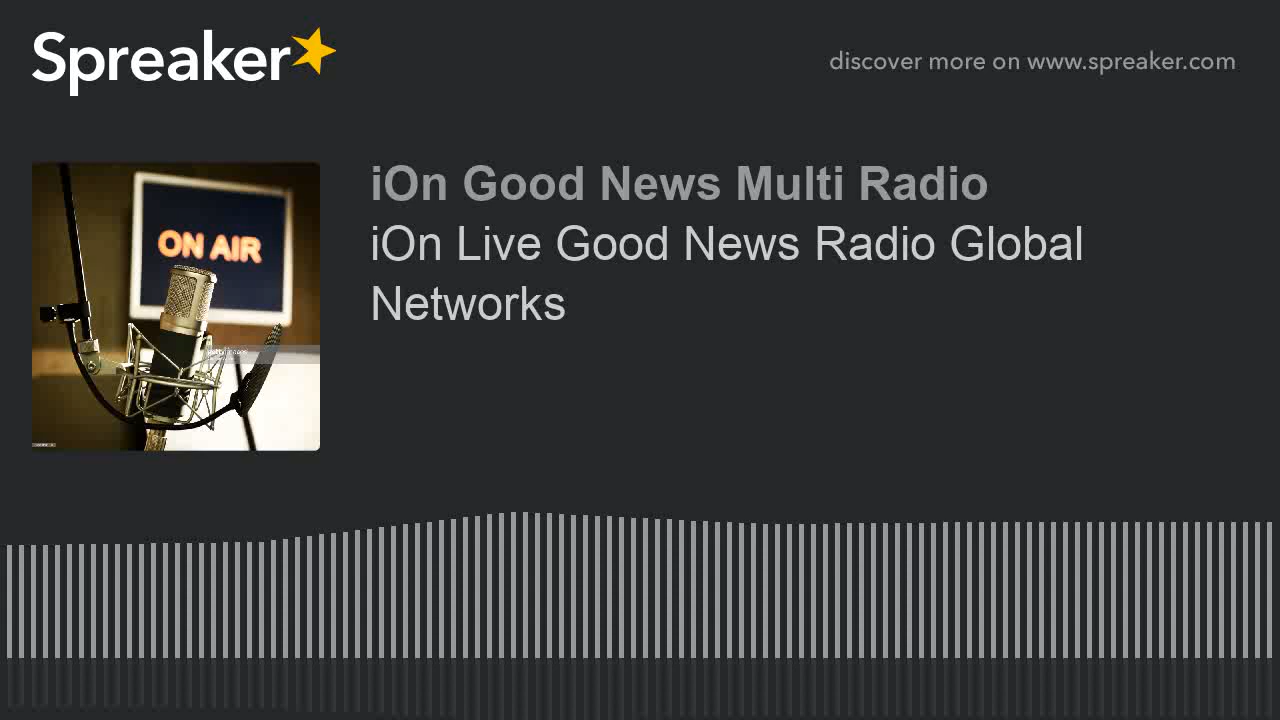 Spreaker
discover more on www.spreaker.com
ON AIR
iOn Good News Multi Radio
iOn Live Good News Radio Global
Networks